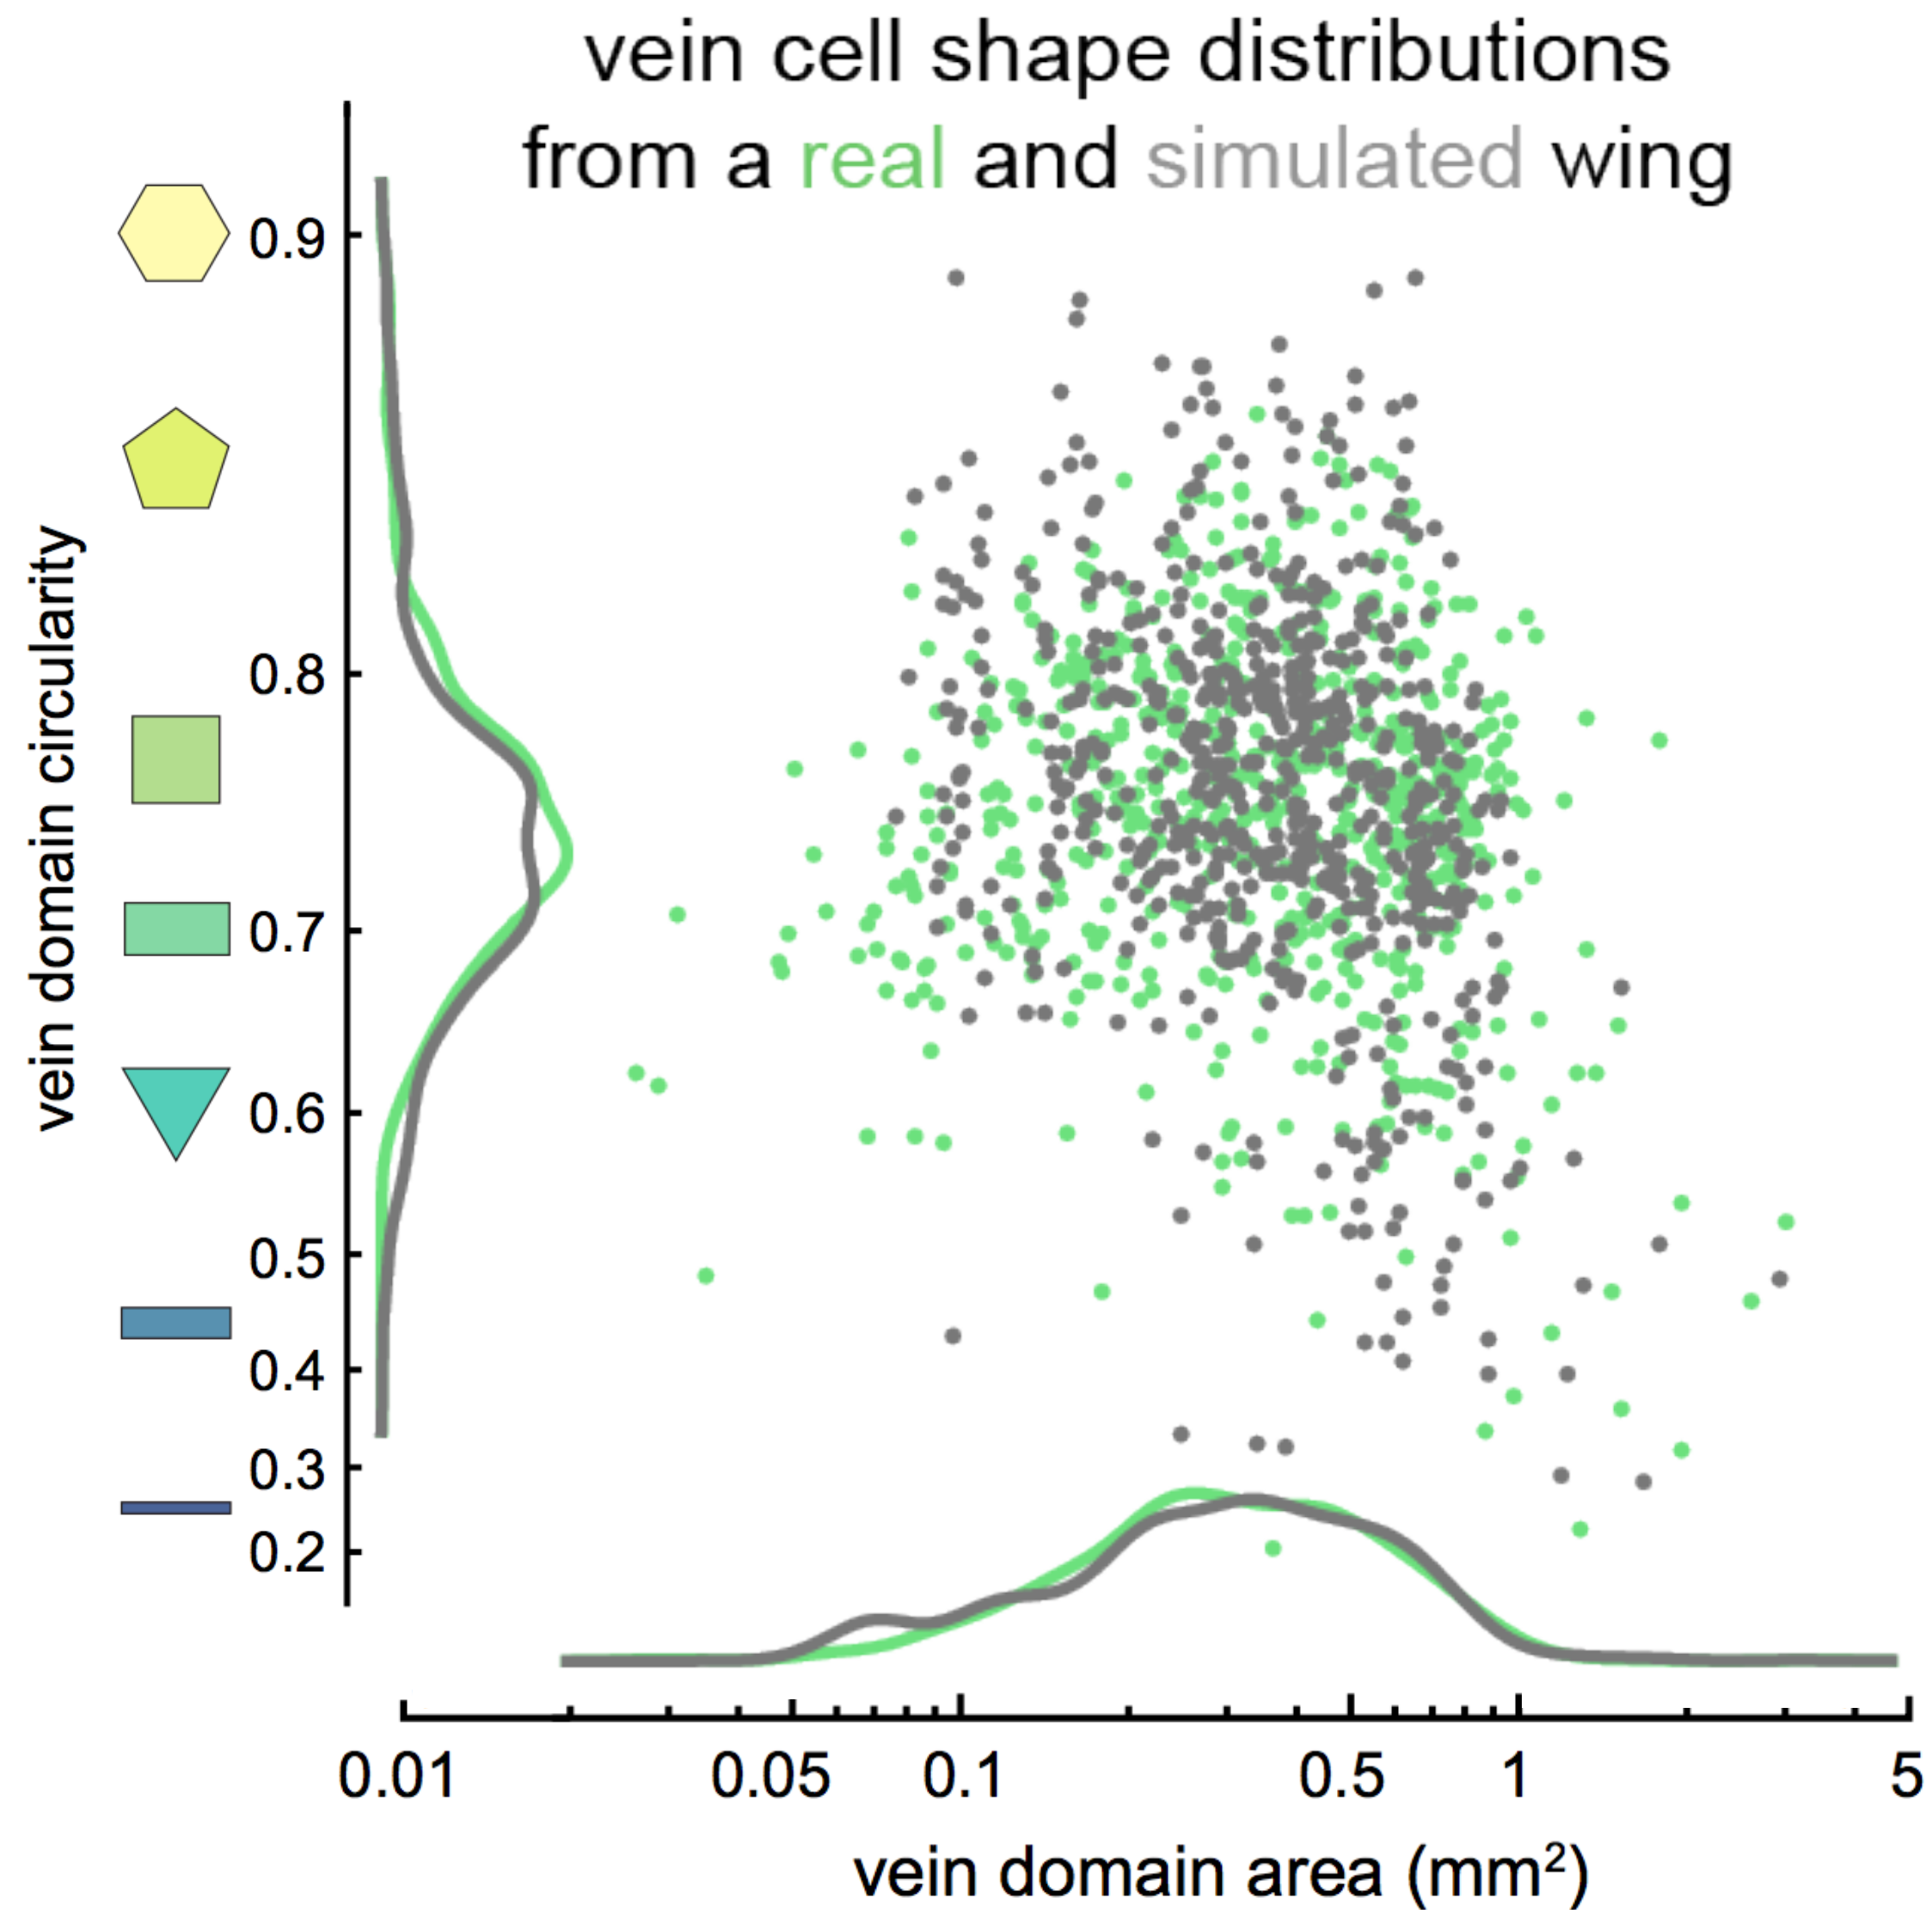 vein cell shape distributions
from a real and simulated wing
vein domain circularity
0.9
0.8
0.7
0.6
0.5
0.4
0.3
0.2
0.01 0.05 0.1 0.5 1 5
vein domain area (mm²)